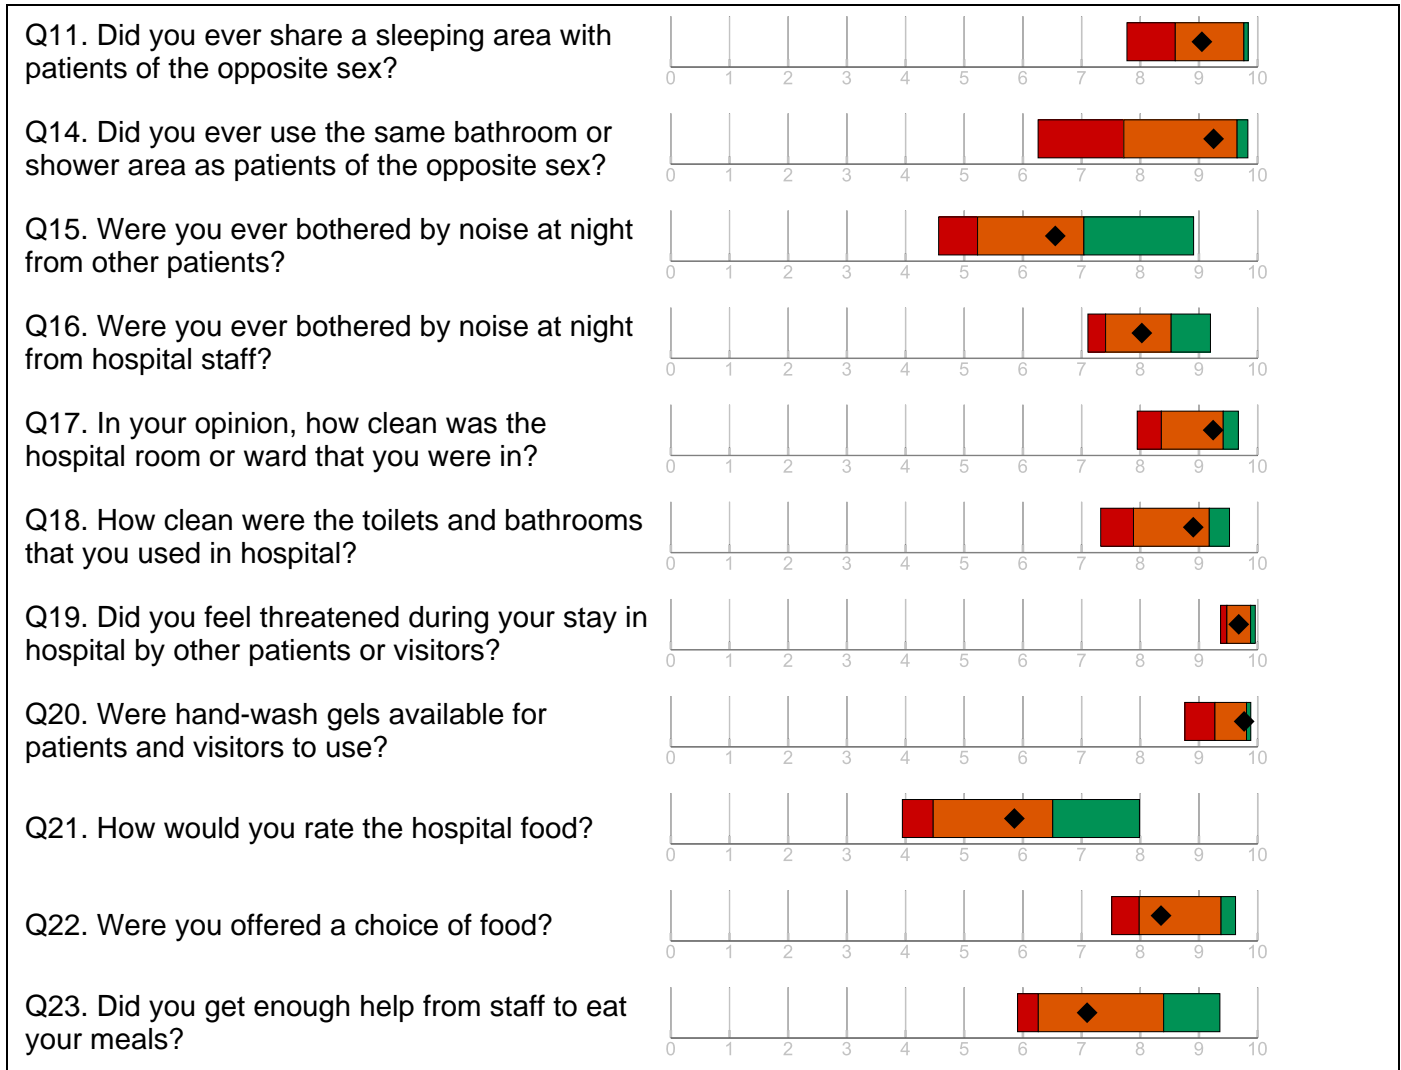 Q11. Did you ever share a sleeping area with
patients of the opposite sex?
0 1 2 3 4 5 6 7 8 9 10
Q14. Did you ever use the same bathroom or
shower area as patients of the opposite sex?
0 1 2 3 4 5 6 7 8 9 10
Q15. Were you ever bothered by noise at night
from other patients?
0 1 2 3 4 5 6 7 8 9 10
Q16. Were you ever bothered by noise at night
from hospital staff?
0 1 2 3 4 5 6 7 8 9 10
Q17. In your opinion, how clean was the
hospital room or ward that you were in?
0 1 2 3 4 5 6 7 8 9 10
Q18. How clean were the toilets and bathrooms
that you used in hospital?
0 1 2 3 4 5 6 7 8 9 10
Q19. Did you feel threatened during your stay in
hospital by other patients or visitors?
0 1 2 3 4 5 6 7 8 9 10
Q20. Were hand-wash gels available for
patients and visitors to use?
0 1 2 3 4 5 6 7 8 9 10
Q21. How would you rate the hospital food?
0 1 2 3 4 5 6 7 8 9 10
Q22. Were you offered a choice of food?
0 1 2 3 4 5 6 7 8 9 10
Q23. Did you get enough help from staff to eat
your meals?
0 1 2 3 4 5 6 7 8 9 10